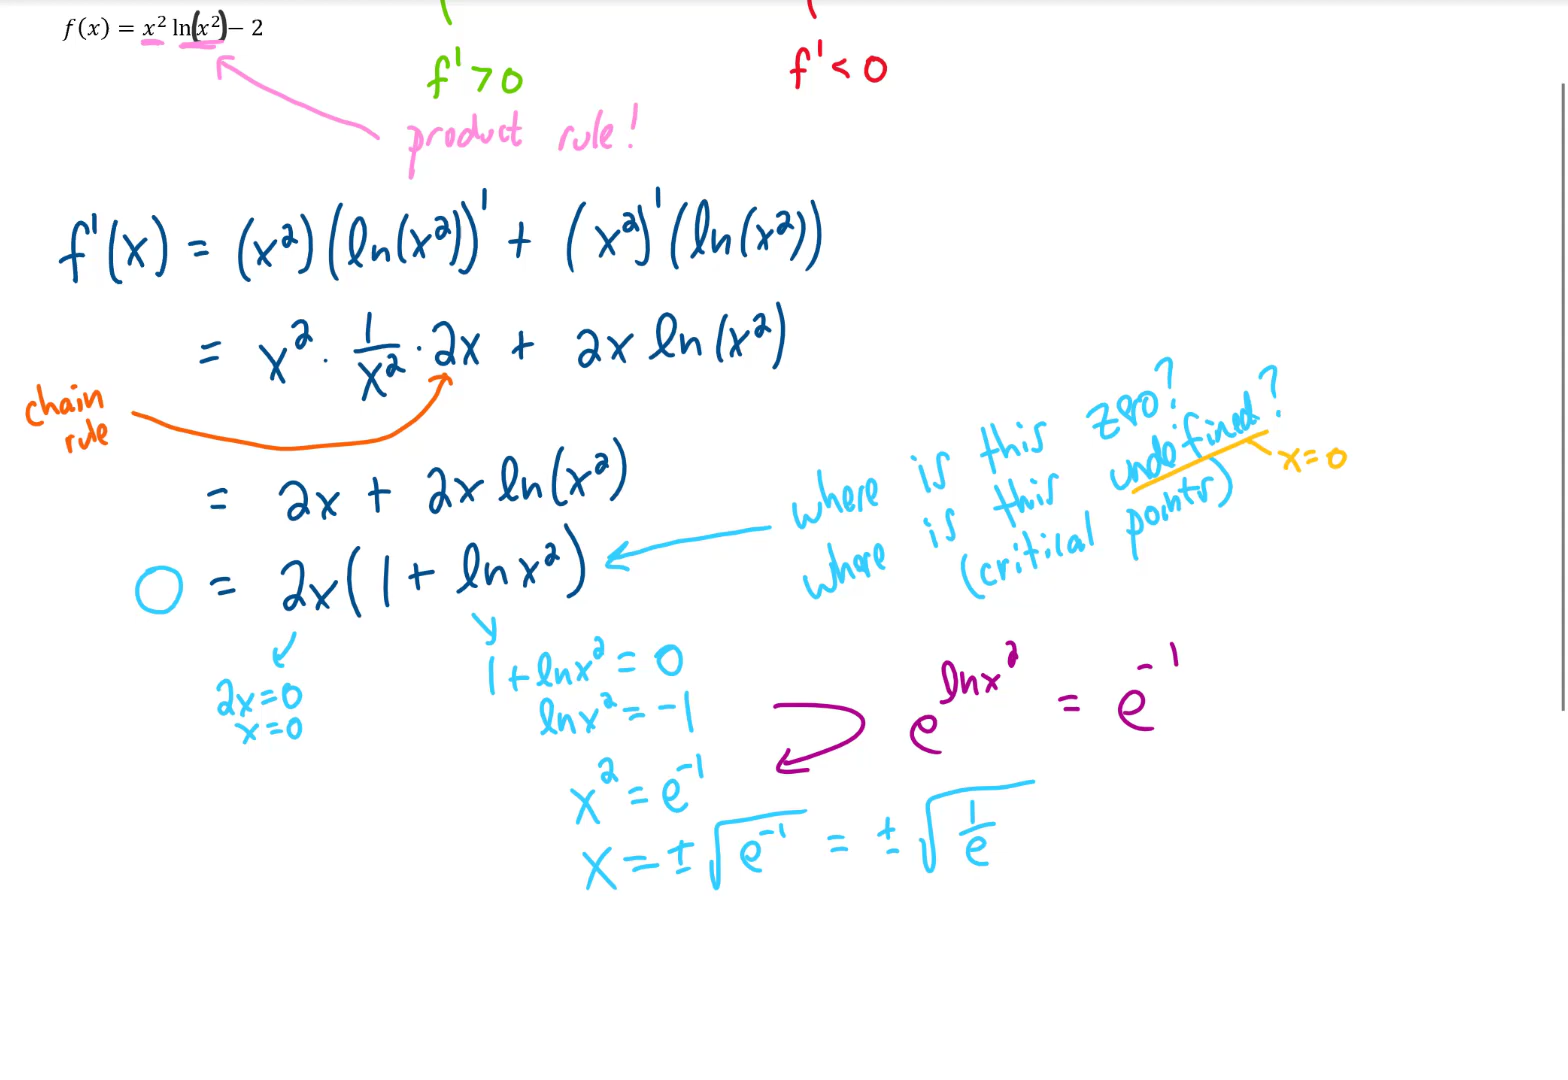 f(x) = x² ln(x²) − 2
f' > 0
f' < 0
product rule!
f'(x) = (x²)(ln(x²))' + (x²)'(ln(x²))
= x² · 1/x² · 2x + 2x ln(x²)
chain
rule
= 2x + 2x ln(x²)
where is this zero?
where is this undefined?
x=0
(critical points)
0 = 2x(1 + ln x²)
2x=0
x=0
1 + ln x² = 0
ln x² = -1
e^(ln x²) = e^-1
x² = e^-1
x = ± √(e^-1) = ± √(1/e)